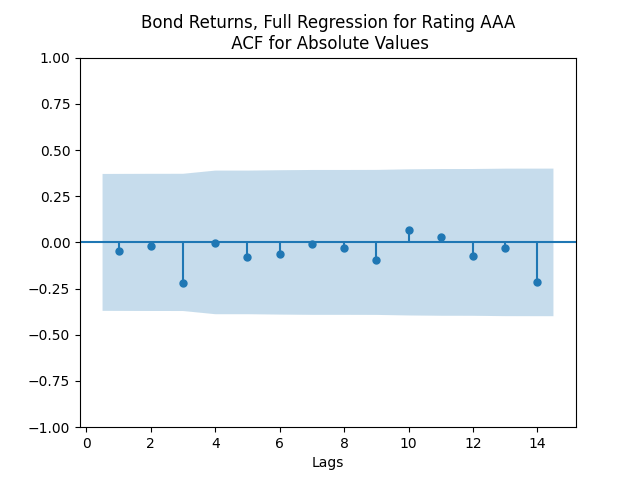 Bond Returns, Full Regression for Rating AAA
ACF for Absolute Values
1.00
0.75
0.50
0.25
0.00
−0.25
−0.50
−0.75
−1.00
0 2 4 6 8 10 12 14
Lags